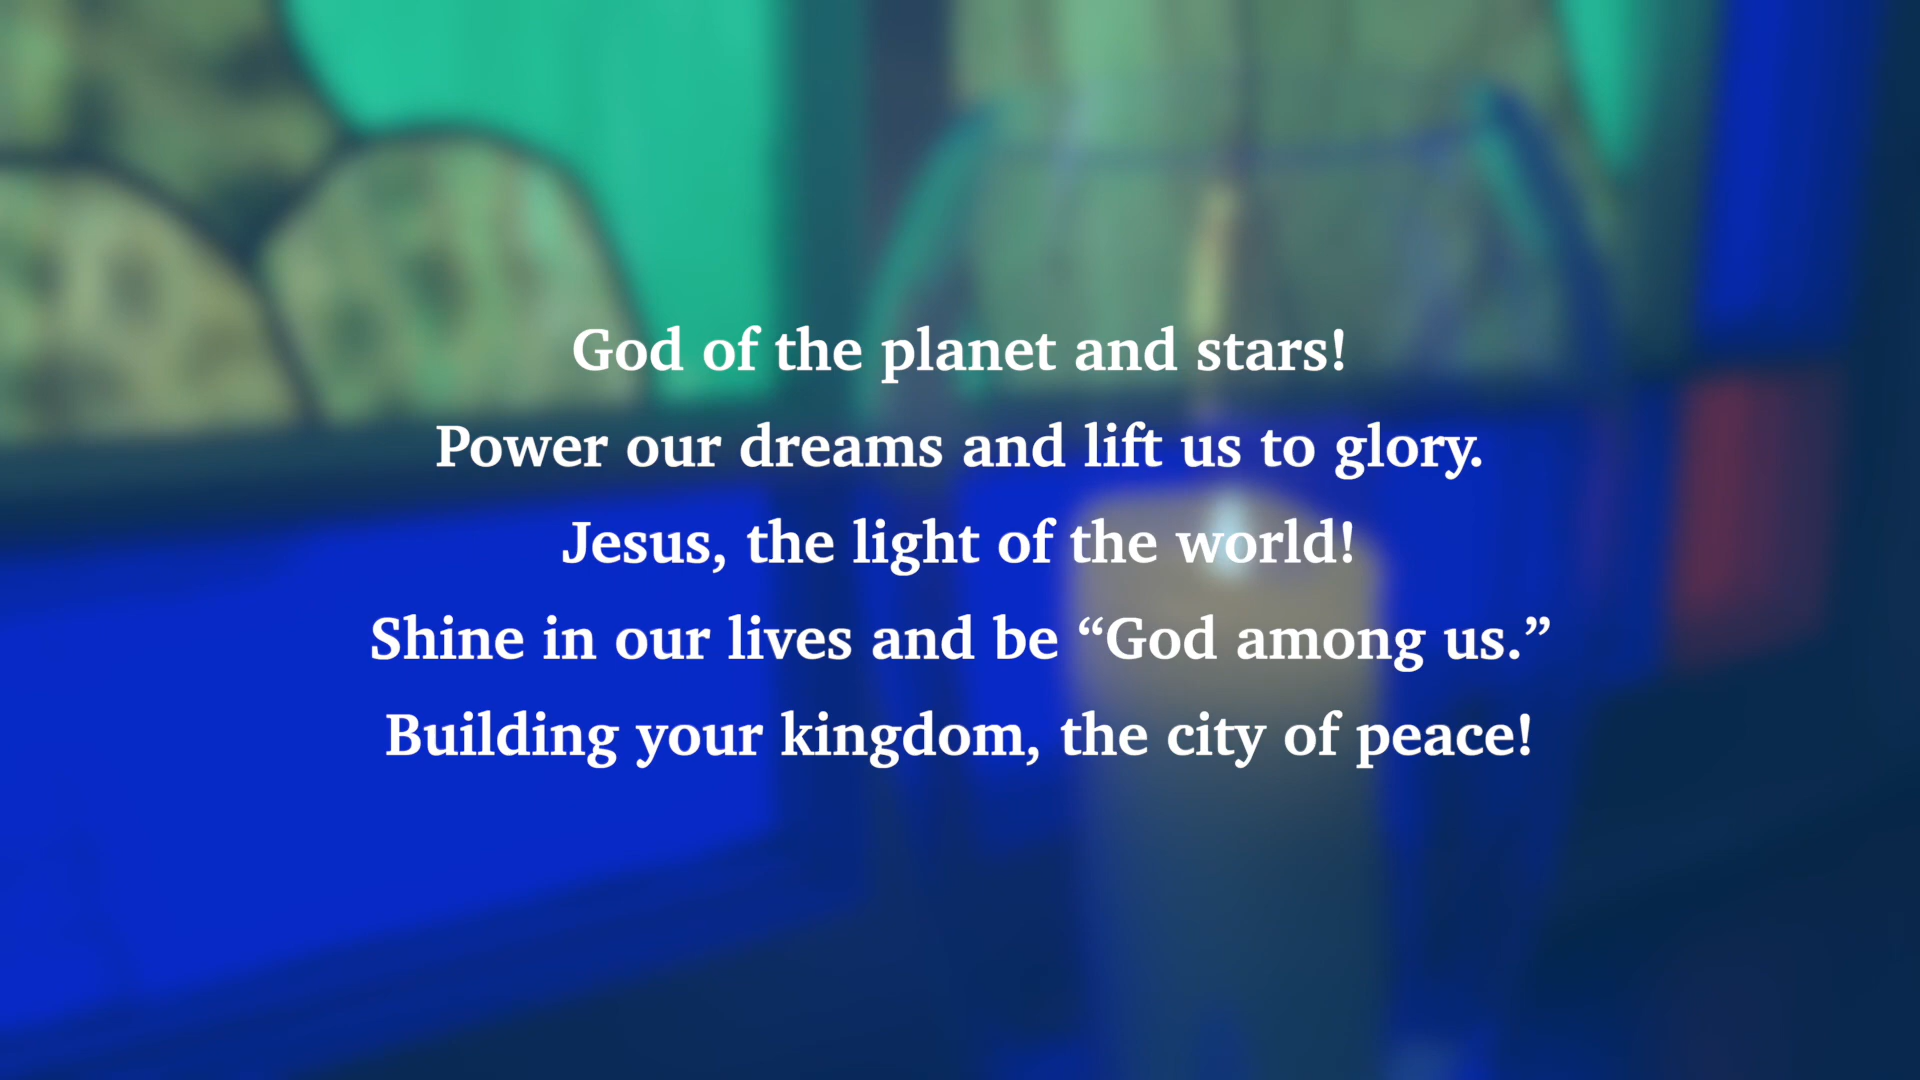 God of the planet and stars!
Power our dreams and lift us to glory.
Jesus, the light of the world!
Shine in our lives and be “God among us.”
Building your kingdom, the city of peace!